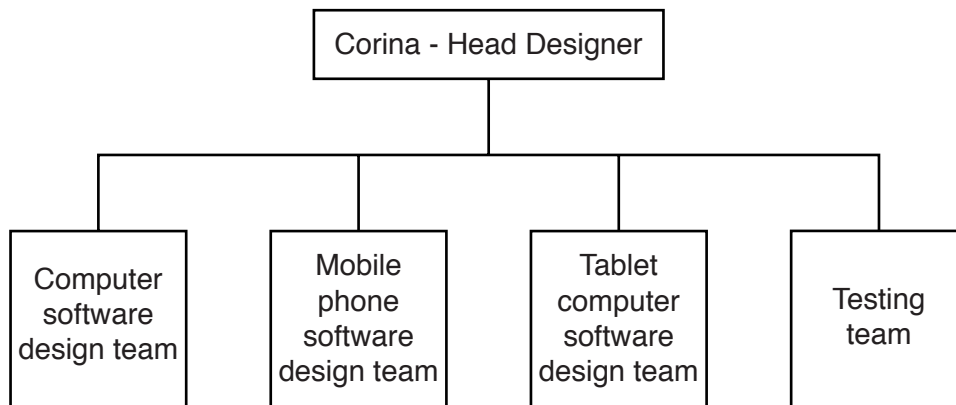 Corina - Head Designer
Computer
software
design team
Mobile
phone
software
design team
Tablet
computer
software
design team
Testing
team